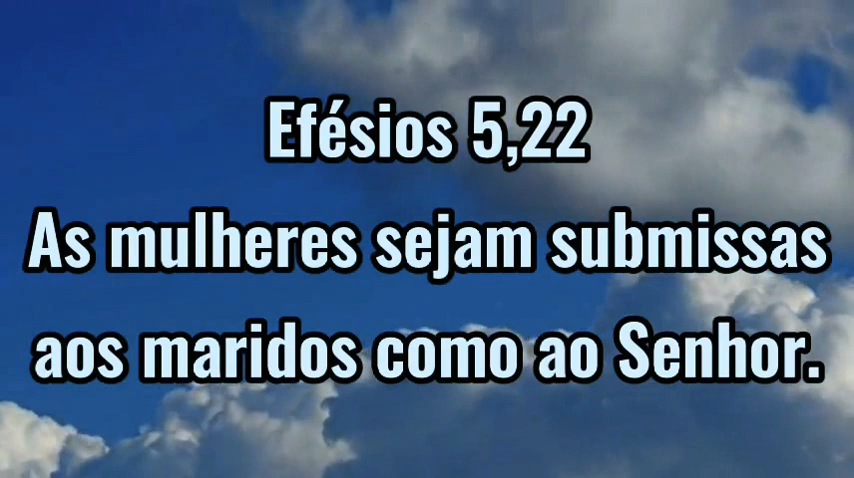 Efésios 5,22
As mulheres sejam submissas
aos maridos como ao Senhor.